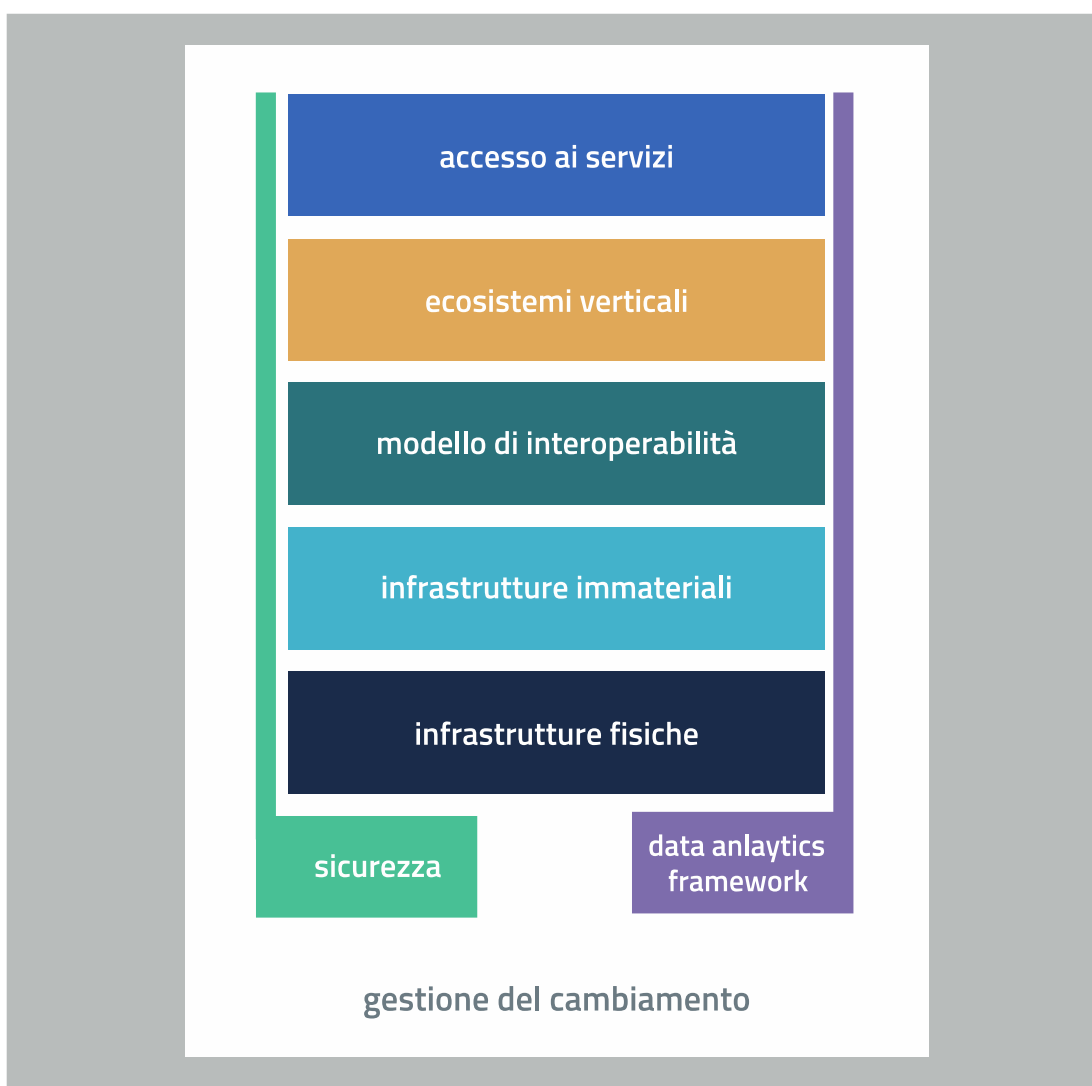 accesso ai servizi
ecosistemi verticali
modello di interoperabilità
infrastrutture immateriali
infrastrutture fisiche
sicurezza
data anlaytics
framework
gestione del cambiamento